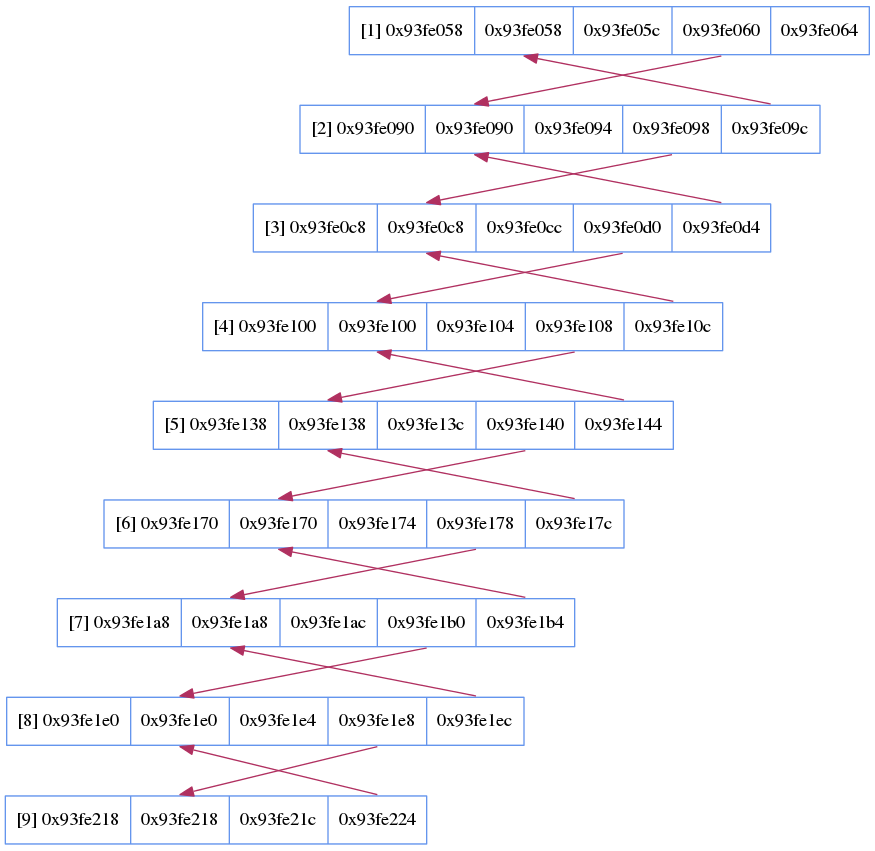 [1] 0x93fe058 0x93fe058 0x93fe05c 0x93fe060 0x93fe064
[2] 0x93fe090 0x93fe090 0x93fe094 0x93fe098 0x93fe09c
[3] 0x93fe0c8 0x93fe0c8 0x93fe0cc 0x93fe0d0 0x93fe0d4
[4] 0x93fe100 0x93fe100 0x93fe104 0x93fe108 0x93fe10c
[5] 0x93fe138 0x93fe138 0x93fe13c 0x93fe140 0x93fe144
[6] 0x93fe170 0x93fe170 0x93fe174 0x93fe178 0x93fe17c
[7] 0x93fe1a8 0x93fe1a8 0x93fe1ac 0x93fe1b0 0x93fe1b4
[8] 0x93fe1e0 0x93fe1e0 0x93fe1e4 0x93fe1e8 0x93fe1ec
[9] 0x93fe218 0x93fe218 0x93fe21c 0x93fe224